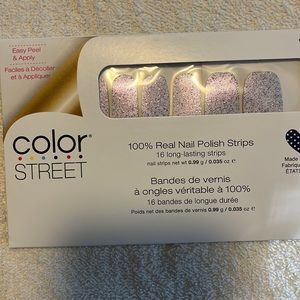 Easy Peel
& Apply
Faciles à Décoller
et à Appliquer
color®
STREET
100% Real Nail Polish Strips
16 long-lasting strips
nail strips net wt 0.99 g / 0.035 oz e
Bandes de vernis
à ongles véritable à 100%
16 bandes de longue durée
Poids net des bandes de vernis 0.99 g / 0.035 oz e
Made
Fabriqu
ÉTATS